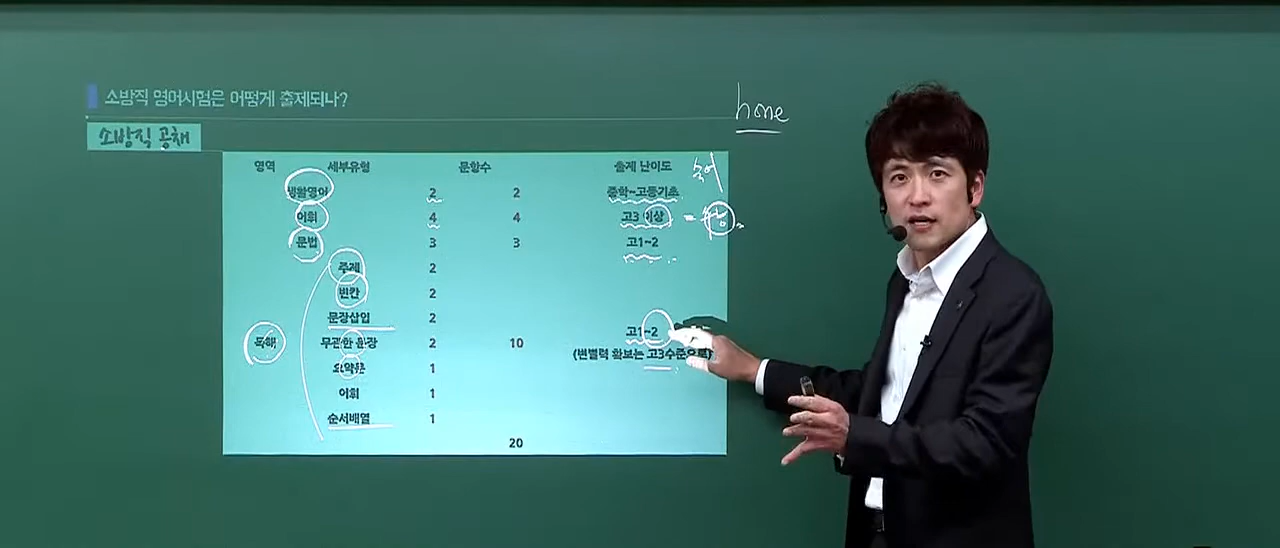 소방직 영어시험은 어떻게 출제되나?
hone
소방직 공채
영역 세부유형 문항수 출제 난이도 숙어
생활영어 2 2 중학~고등기초
어휘 4 4 고3 이상 =
문법 3 3 고1~2
주제 2
빈칸 2
문장삽입 2 고1~2
독해 무관한 문장 2 10 (변별력 확보는 고3수준으로)
요약문 1
어휘 1
순서배열 1
20